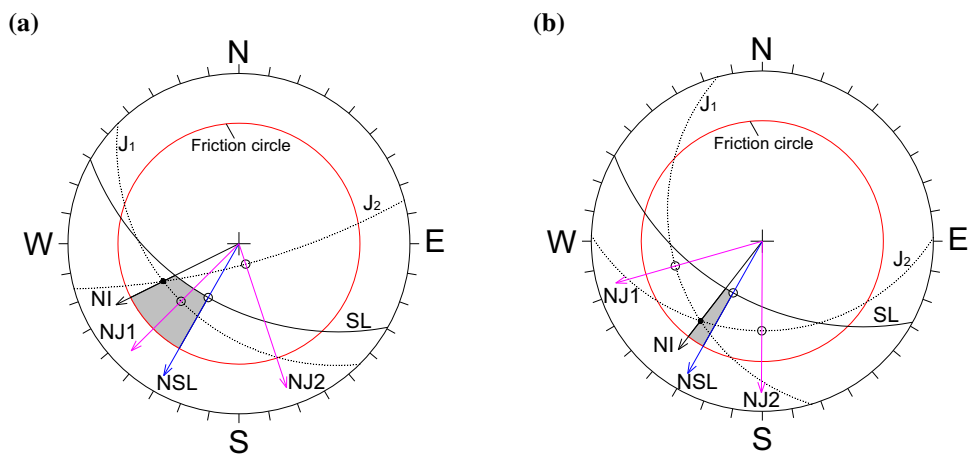 (a)
N
J1
Friction circle
J2
W
E
NI
NJ1
SL
NSL
NJ2
S
(b)
N
J1
Friction circle
W
E
J2
NJ1
SL
NI
NSL
NJ2
S